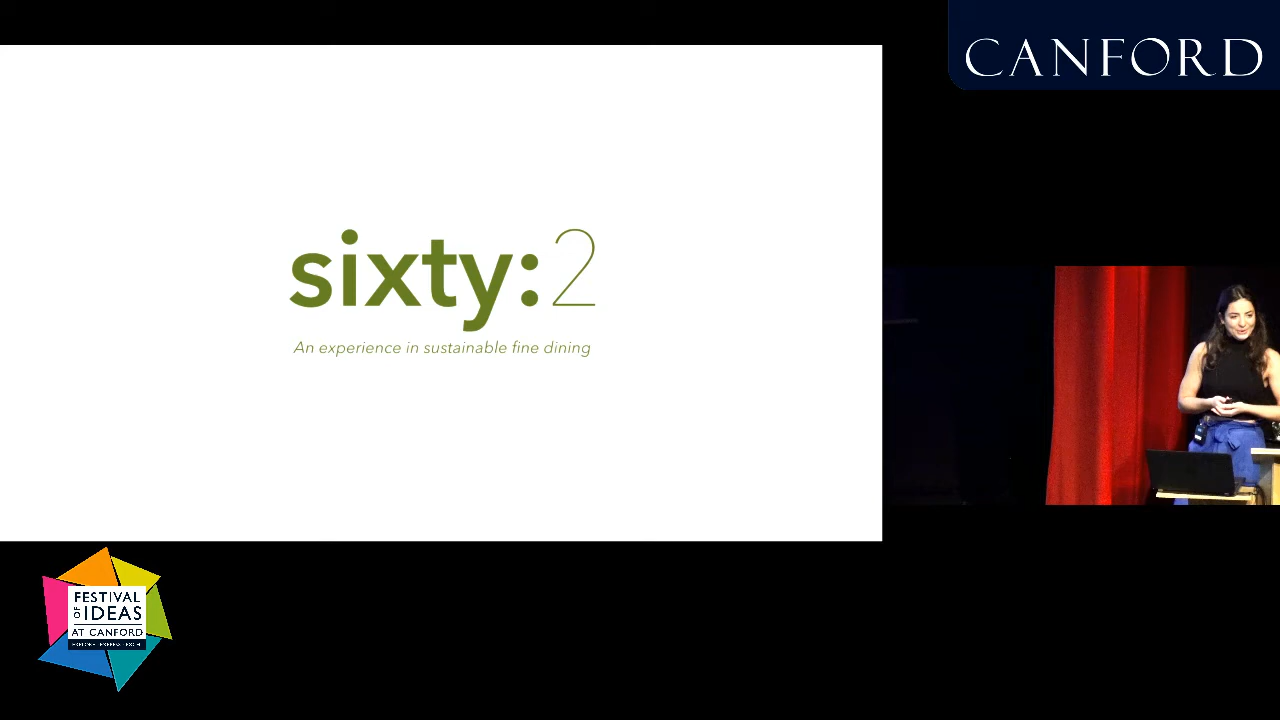 CANFORD
sixty:2
An experience in sustainable fine dining
FESTIVAL
OF IDEAS
AT CANFORD